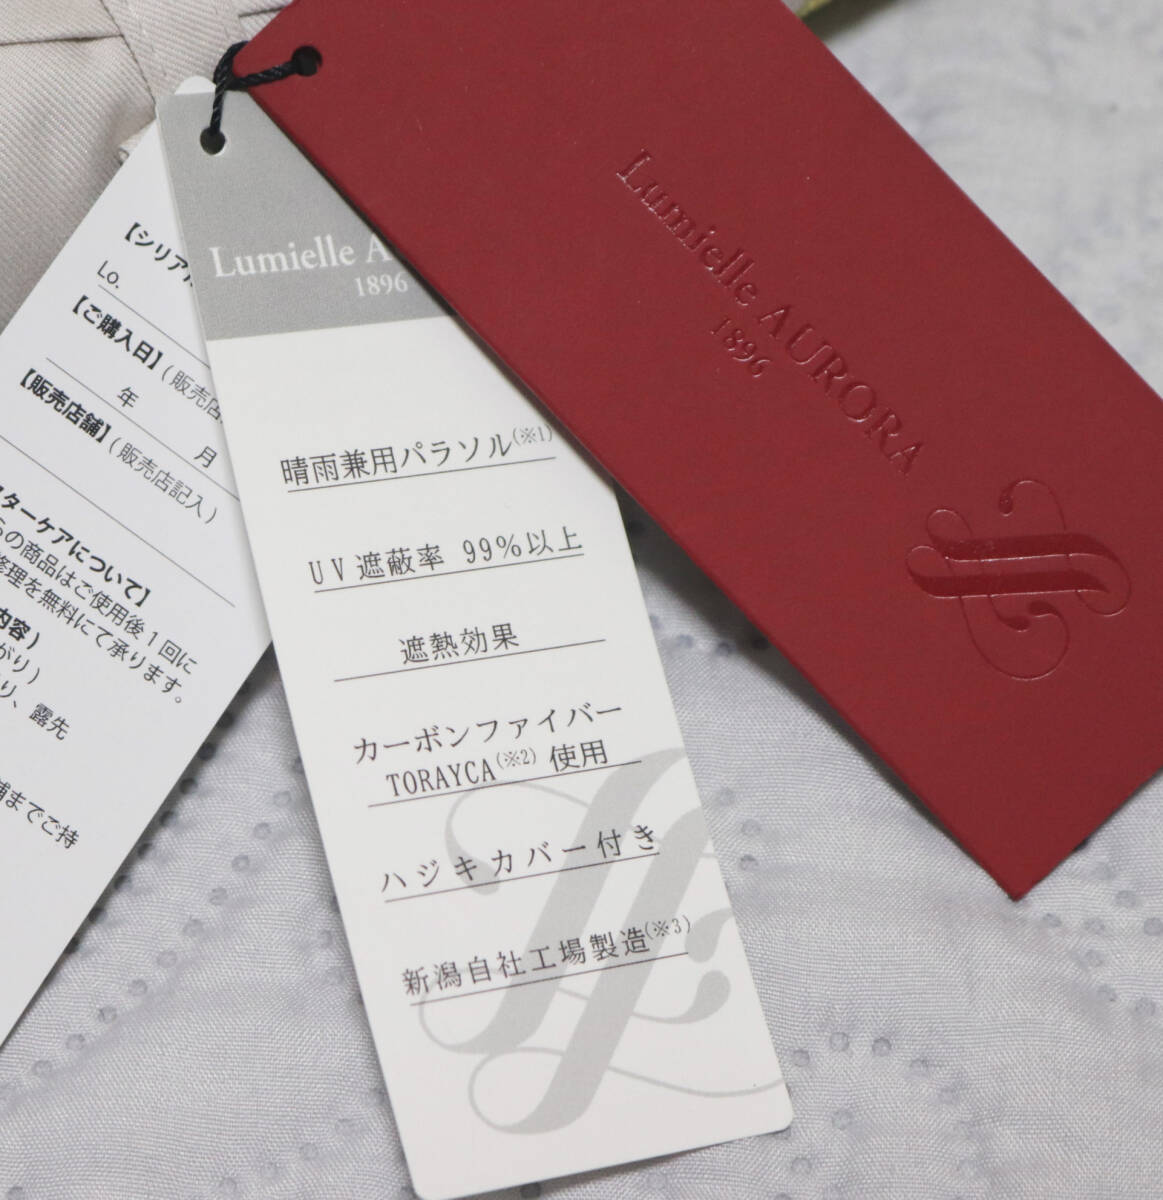 Lumielle AURORA
1896
Lumielle A
1896
晴雨兼用パラソル(※1)
UV遮蔽率 99%以上
遮熱効果
カーボンファイバー
TORAYCA(※2) 使用
ハジキカバー付き
新潟自社工場製造(※3)
【シリアル
Lo.
【ご購入日】(販売店
年
月
【販売店舗】(販売店記入)
ターケアについて】
の商品はご使用後1回に
修理を無料にて承ります。
内容)
がり)
り、露先
舗までご持